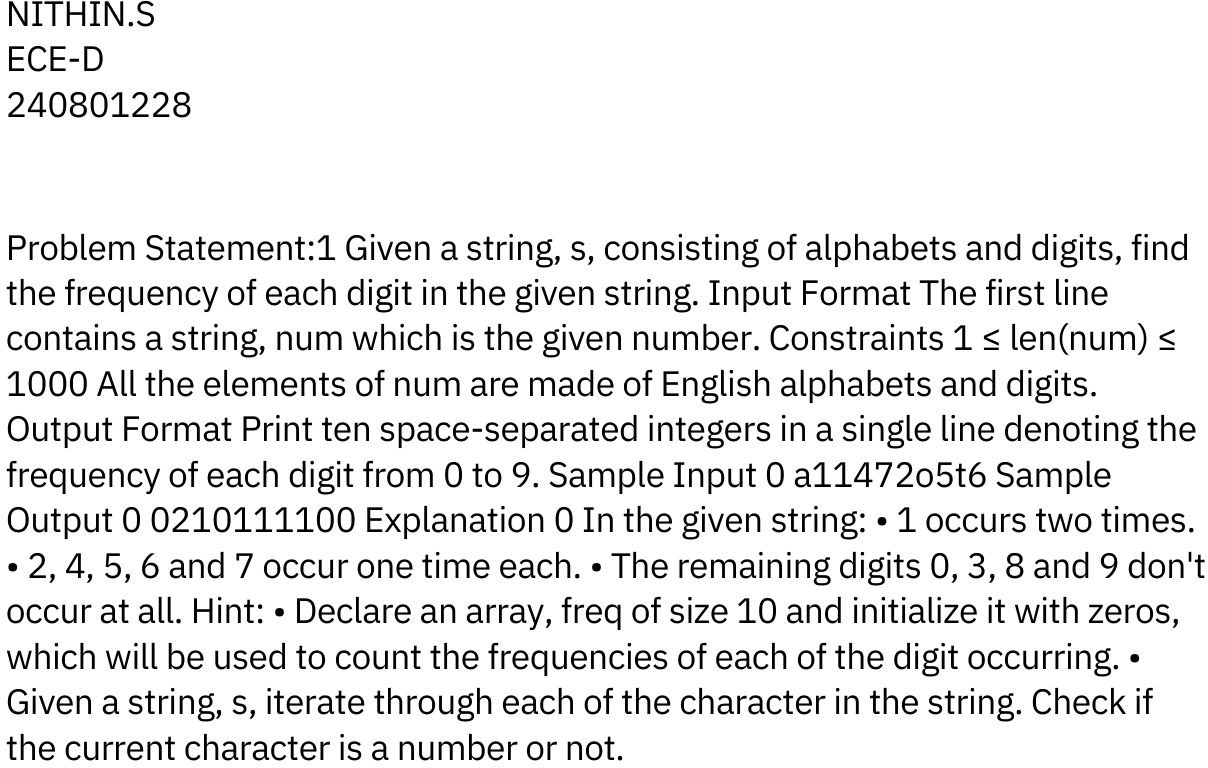 NITHIN.S
ECE-D
240801228
Problem Statement:1 Given a string, s, consisting of alphabets and digits, find
the frequency of each digit in the given string. Input Format The first line
contains a string, num which is the given number. Constraints 1 ≤ len(num) ≤
1000 All the elements of num are made of English alphabets and digits.
Output Format Print ten space-separated integers in a single line denoting the
frequency of each digit from 0 to 9. Sample Input 0 a11472o5t6 Sample
Output 0 0210111100 Explanation 0 In the given string: • 1 occurs two times.
• 2, 4, 5, 6 and 7 occur one time each. • The remaining digits 0, 3, 8 and 9 don't
occur at all. Hint: • Declare an array, freq of size 10 and initialize it with zeros,
which will be used to count the frequencies of each of the digit occurring. •
Given a string, s, iterate through each of the character in the string. Check if
the current character is a number or not.